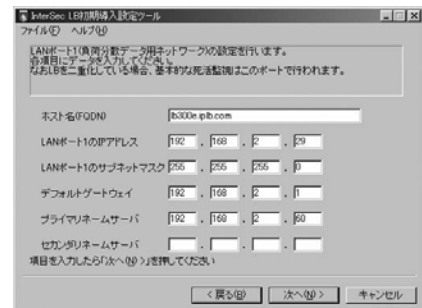 InterSec LB初期導入設定ツール
ファイル(F) ヘルプ(H)
LANポート1(負荷分散データ用ネットワーク)の設定を行います。
各項目にデータを入力してください。
なおLBを二重化している場合、基本的な死活監視はこのポートで行われます。
ホスト名(FQDN) lb300e.iplb.com
LANポート1のIPアドレス 192 . 168 . 2 . 29
LANポート1のサブネットマスク 255 . 255 . 255 . 0
デフォルトゲートウェイ 192 . 168 . 2 . 1
プライマリネームサーバ 192 . 168 . 2 . 60
セカンダリネームサーバ . . .
項目を入力したら「次へ(N) >」を押してください
< 戻る(B) 次へ(N) > キャンセル